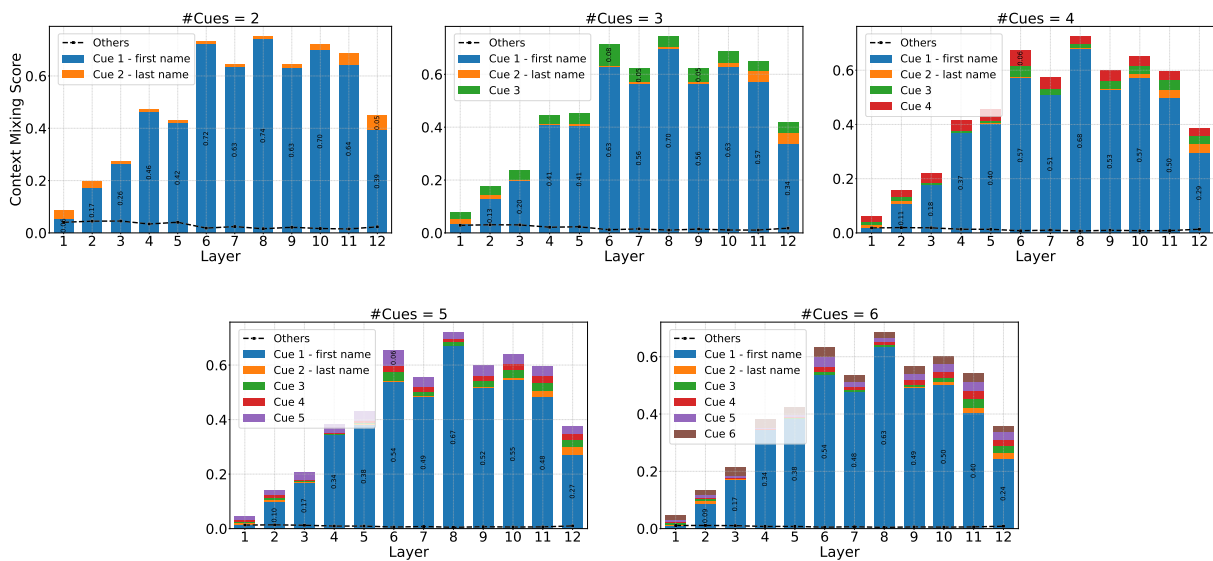 #Cues = 2
Context Mixing Score
0.6
0.4
0.2
0.0
Others
Cue 1 - first name
Cue 2 - last name
0.17
0.26
0.46
0.42
0.72
0.63
0.74
0.63
0.70
0.64
0.39
0.05
1 2 3 4 5 6 7 8 9 10 11 12
Layer
#Cues = 3
0.6
0.4
0.2
0.0
Others
Cue 1 - first name
Cue 2 - last name
Cue 3
0.13
0.20
0.41
0.41
0.63
0.08
0.56
0.05
0.70
0.56
0.05
0.63
0.57
0.34
1 2 3 4 5 6 7 8 9 10 11 12
Layer
#Cues = 4
0.6
0.4
0.2
0.0
Others
Cue 1 - first name
Cue 2 - last name
Cue 3
Cue 4
0.11
0.18
0.37
0.40
0.57
0.06
0.51
0.68
0.53
0.57
0.50
0.29
1 2 3 4 5 6 7 8 9 10 11 12
Layer
#Cues = 5
0.6
0.4
0.2
0.0
Others
Cue 1 - first name
Cue 2 - last name
Cue 3
Cue 4
Cue 5
0.10
0.17
0.34
0.38
0.54
0.06
0.49
0.67
0.52
0.55
0.48
0.27
1 2 3 4 5 6 7 8 9 10 11 12
Layer
#Cues = 6
0.6
0.4
0.2
0.0
Others
Cue 1 - first name
Cue 2 - last name
Cue 3
Cue 4
Cue 5
Cue 6
0.09
0.17
0.34
0.38
0.54
0.48
0.63
0.49
0.50
0.40
0.24
1 2 3 4 5 6 7 8 9 10 11 12
Layer